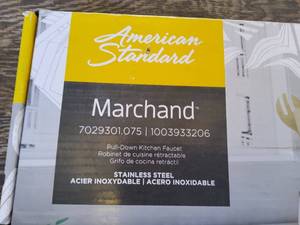 American
Standard
Marchand™
7029301.075 | 1003933206
Pull-Down Kitchen Faucet
Robinet de cuisine rétractable
Grifo de cocina retráctil
STAINLESS STEEL
ACIER INOXYDABLE | ACERO INOXIDABLE